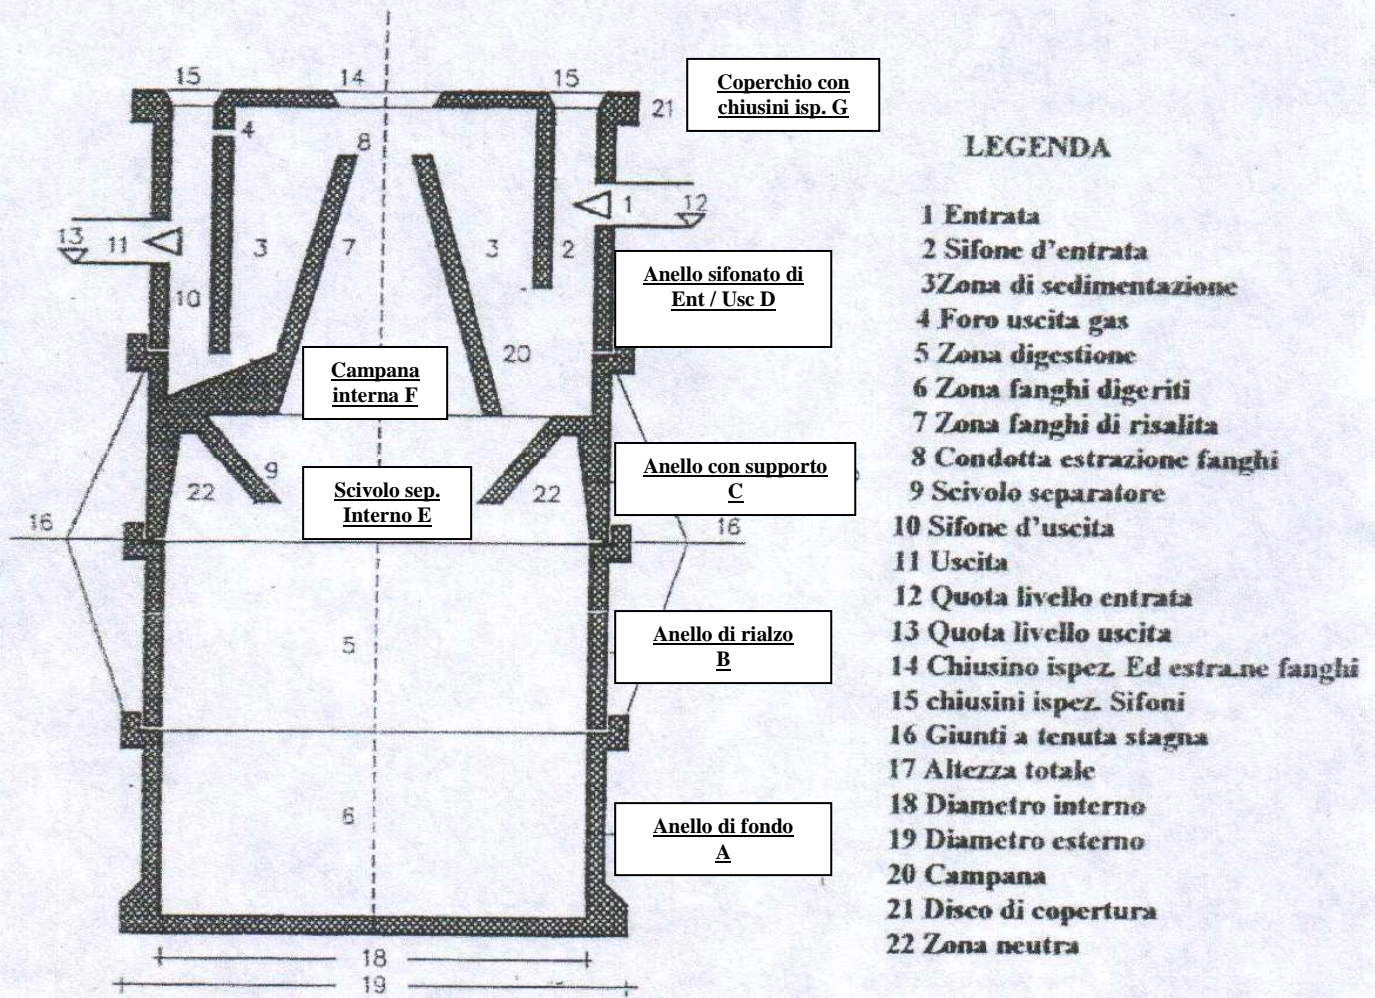 15
14
15
Coperchio con
chiusini isp. G
21
4
8
1
12
13
11
3
7
3
2
10
Anello sifonato di
Ent / Usc D
20
Campana
interna F
9
22
22
Scivolo sep.
Interno E
Anello con supporto
C
16
16
5
Anello di rialzo
B
6
Anello di fondo
A
18
19
LEGENDA
1 Entrata
2 Sifone d'entrata
3Zona di sedimentazione
4 Foro uscita gas
5 Zona digestione
6 Zona fanghi digeriti
7 Zona fanghi di risalita
8 Condotta estrazione fanghi
9 Scivolo separatore
10 Sifone d'uscita
11 Uscita
12 Quota livello entrata
13 Quota livello uscita
14 Chiusino ispez. Ed estra.ne fanghi
15 chiusini ispez. Sifoni
16 Giunti a tenuta stagna
17 Altezza totale
18 Diametro interno
19 Diametro esterno
20 Campana
21 Disco di copertura
22 Zona neutra